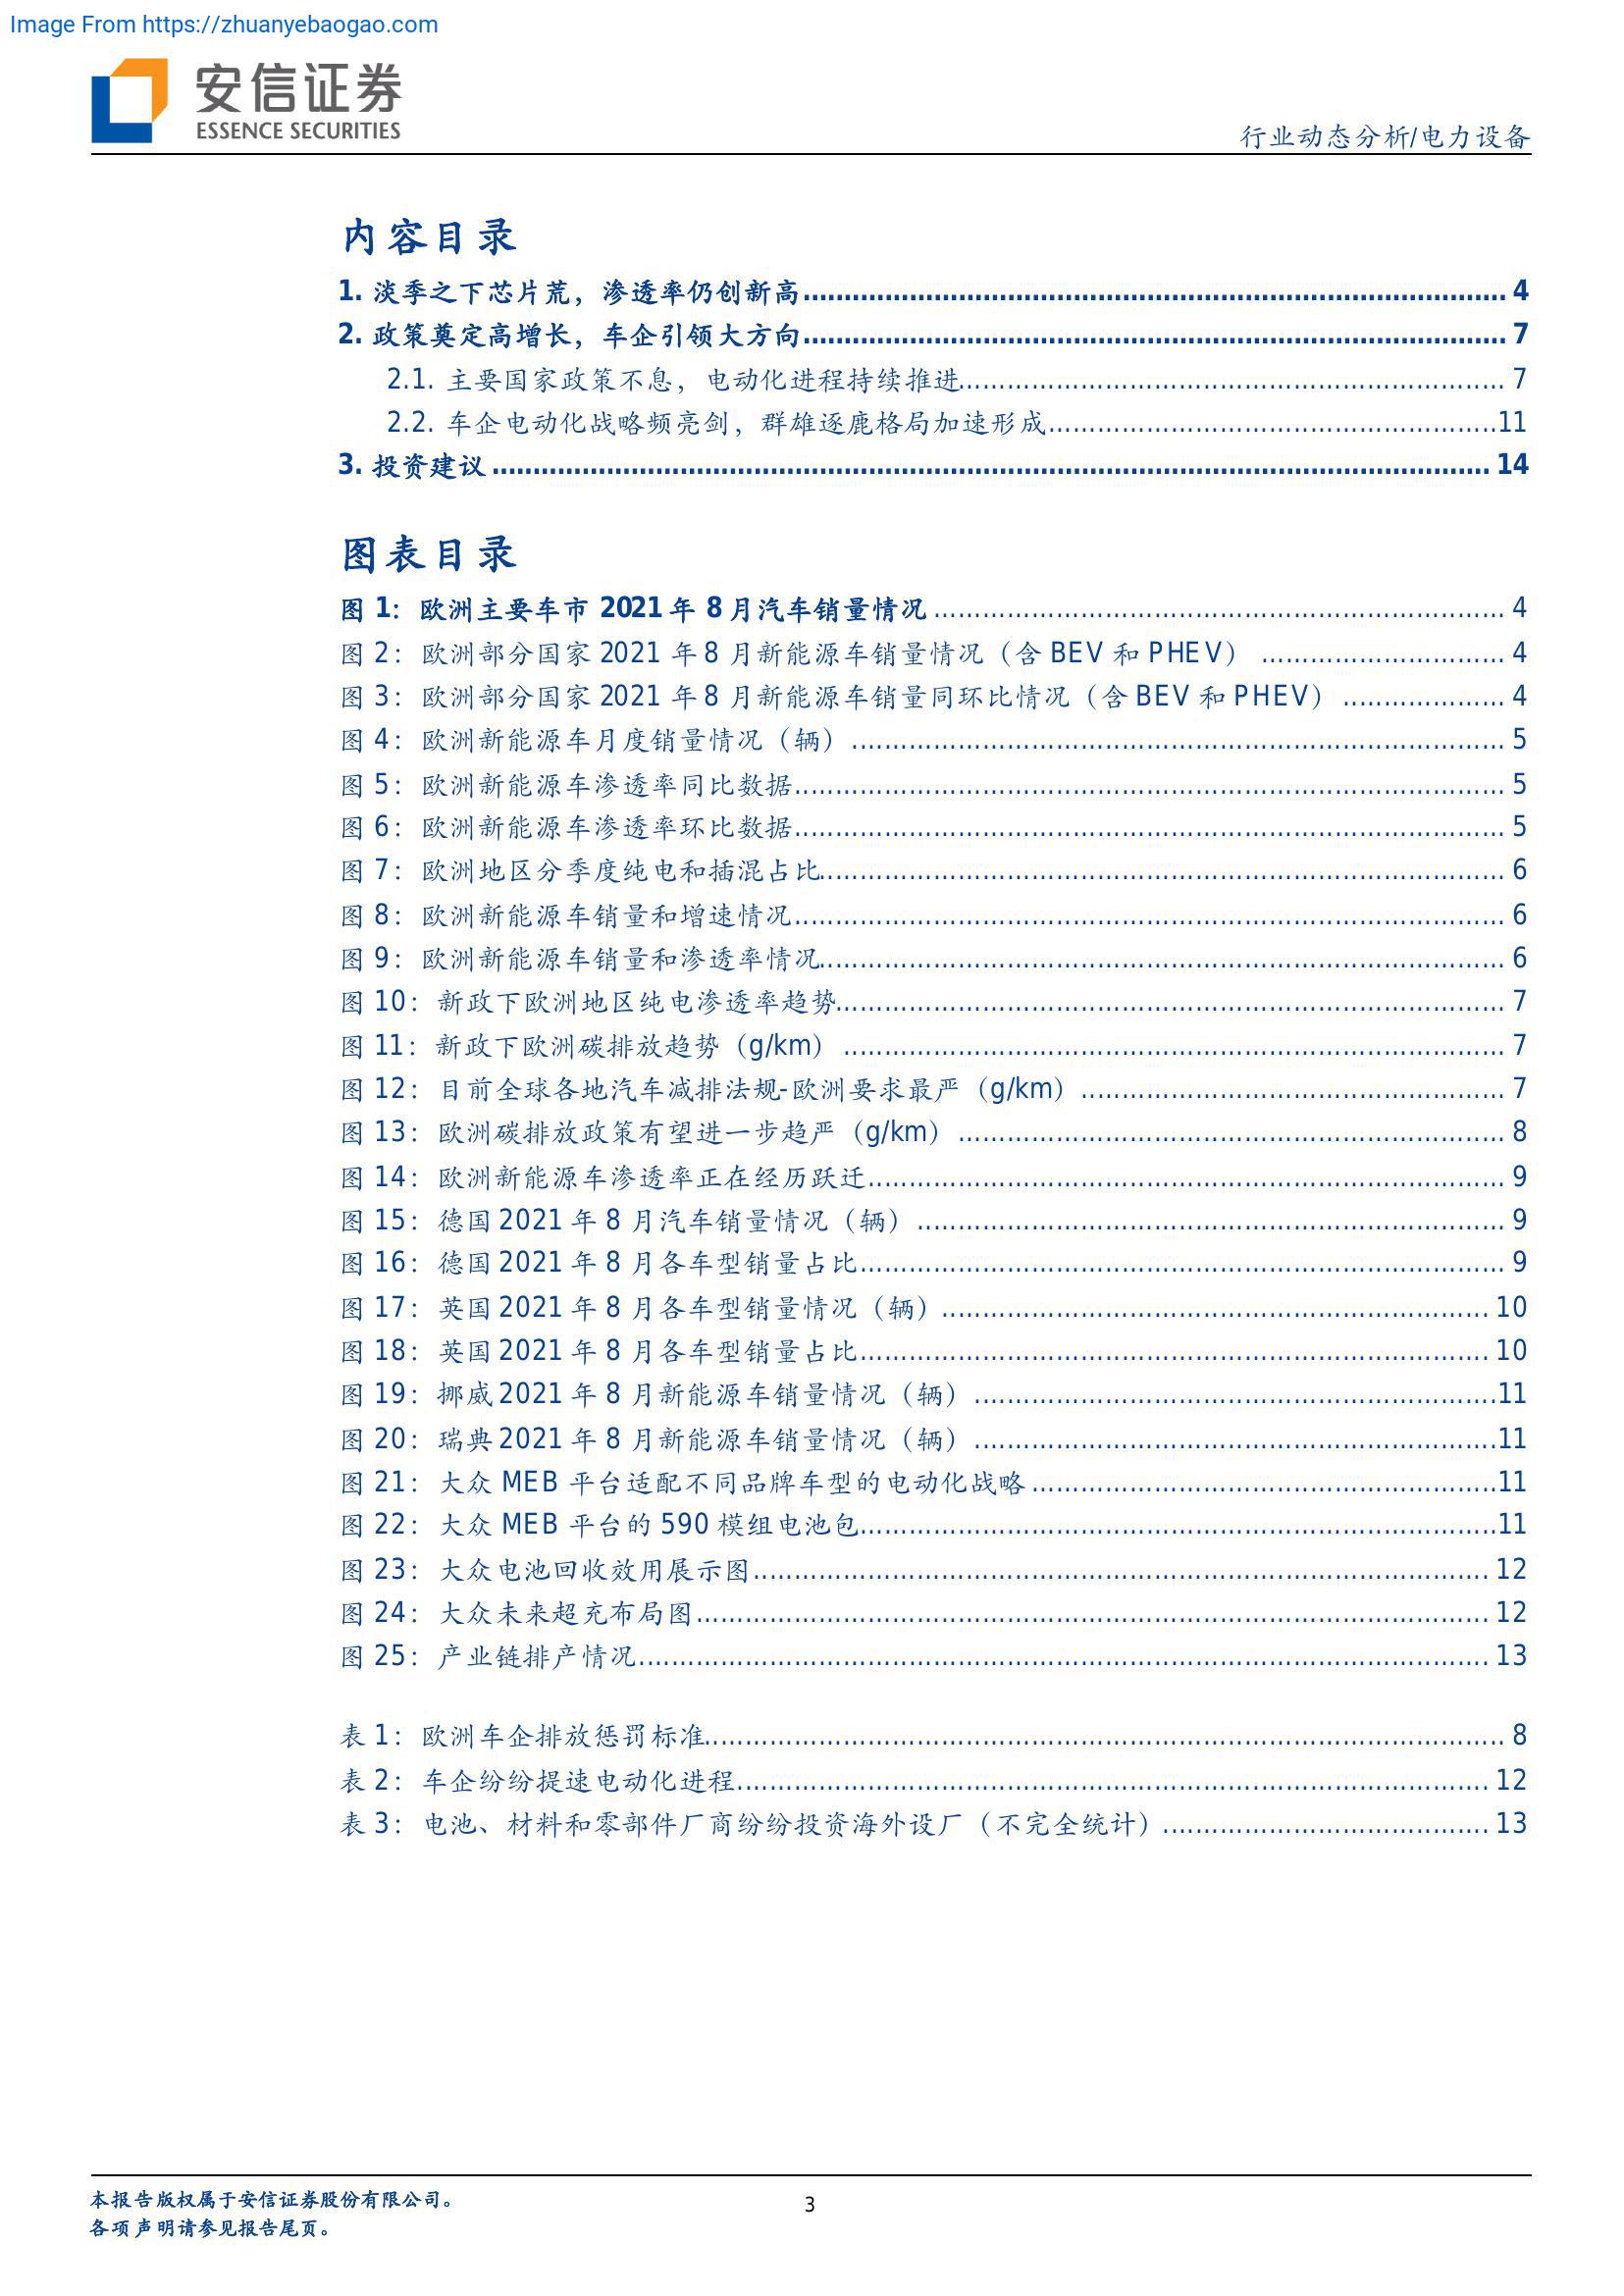 Image From https://zhuanyebaogao.com
安信证券
ESSENCE SECURITIES
行业动态分析/电力设备
内容目录
1. 淡季之下芯片荒，渗透率仍创新高 4
2. 政策奠定高增长，车企引领大方向 7
2.1. 主要国家政策不息，电动化进程持续推进 7
2.2. 车企电动化战略频亮剑，群雄逐鹿格局加速形成 11
3. 投资建议 14
图表目录
图 1：欧洲主要车市 2021 年 8 月汽车销量情况 4
图 2：欧洲部分国家 2021 年 8 月新能源车销量情况（含 BEV 和 PHEV） 4
图 3：欧洲部分国家 2021 年 8 月新能源车销量同环比情况（含 BEV 和 PHEV） 4
图 4：欧洲新能源车月度销量情况（辆） 5
图 5：欧洲新能源车渗透率同比数据 5
图 6：欧洲新能源车渗透率环比数据 5
图 7：欧洲地区分季度纯电和插混占比 6
图 8：欧洲新能源车销量和增速情况 6
图 9：欧洲新能源车销量和渗透率情况 6
图 10：新政下欧洲地区纯电渗透率趋势 7
图 11：新政下欧洲碳排放趋势（g/km） 7
图 12：目前全球各地汽车减排法规-欧洲要求最严（g/km） 7
图 13：欧洲碳排放政策有望进一步趋严（g/km） 8
图 14：欧洲新能源车渗透率正在经历跃迁 9
图 15：德国 2021 年 8 月汽车销量情况（辆） 9
图 16：德国 2021 年 8 月各车型销量占比 9
图 17：英国 2021 年 8 月各车型销量情况（辆） 10
图 18：英国 2021 年 8 月各车型销量占比 10
图 19：挪威 2021 年 8 月新能源车销量情况（辆） 11
图 20：瑞典 2021 年 8 月新能源车销量情况（辆） 11
图 21：大众 MEB 平台适配不同品牌车型的电动化战略 11
图 22：大众 MEB 平台的 590 模组电池包 11
图 23：大众电池回收效用展示图 12
图 24：大众未来超充布局图 12
图 25：产业链排产情况 13
表 1：欧洲车企排放惩罚标准 8
表 2：车企纷纷提速电动化进程 12
表 3：电池、材料和零部件厂商纷纷投资海外设厂（不完全统计） 13
本报告版权属于安信证券股份有限公司。
各项声明请参见报告尾页。
3